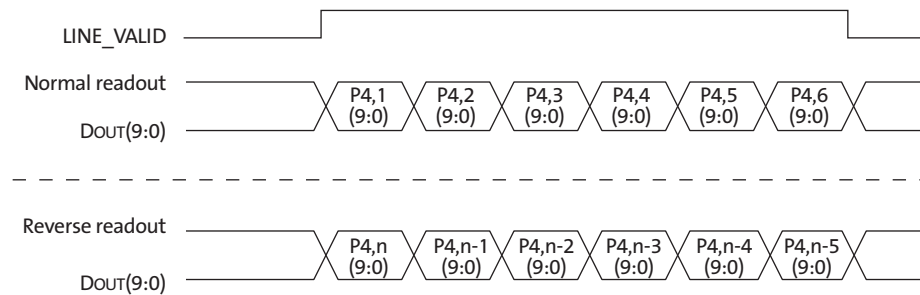 LINE_VALID
Normal readout
DOUT(9:0)
P4,1 P4,2 P4,3 P4,4 P4,5 P4,6
(9:0) (9:0) (9:0) (9:0) (9:0) (9:0)
Reverse readout
DOUT(9:0)
P4,n P4,n-1 P4,n-2 P4,n-3 P4,n-4 P4,n-5
(9:0) (9:0) (9:0) (9:0) (9:0) (9:0)